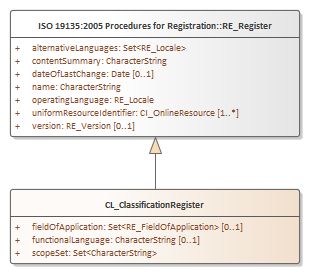 ISO 19135:2005 Procedures for Registration::RE_Register
+ alternativeLanguages: Set<RE_Locale>
+ contentSummary: CharacterString
+ dateOfLastChange: Date [0..1]
+ name: CharacterString
+ operatingLanguage: RE_Locale
+ uniformResourceIdentifier: CI_OnlineResource [1..*]
+ version: RE_Version [0..1]
CL_ClassificationRegister
+ fieldOfApplication: Set<RE_FieldOfApplication> [0..1]
+ functionalLanguage: CharacterString [0..1]
+ scopeSet: Set<CharacterString>